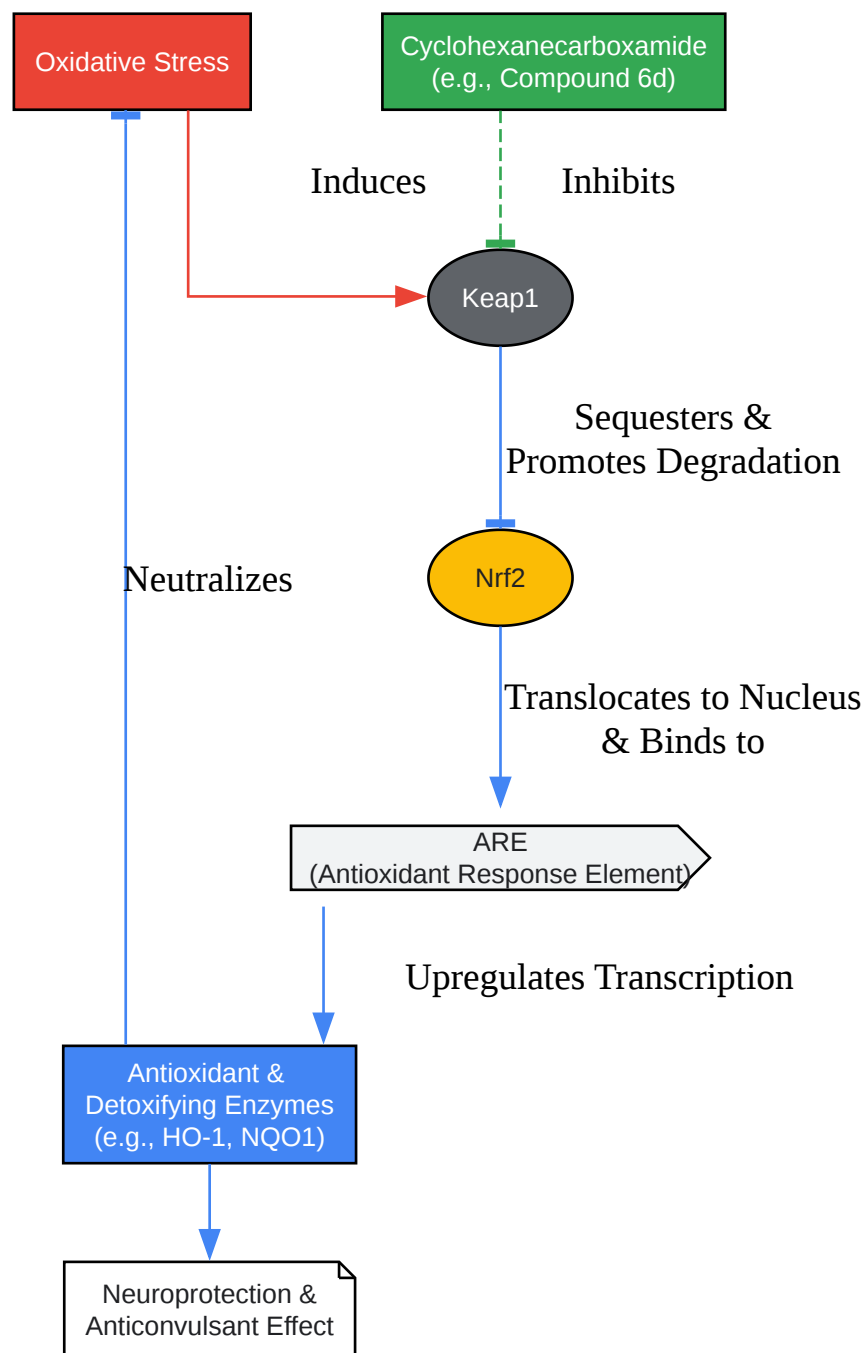 Oxidative Stress
Cyclohexanecarboxamide
(e.g., Compound 6d)
Induces
Inhibits
Keap1
Sequesters &
Promotes Degradation
Neutralizes
Nrf2
Translocates to Nucleus
& Binds to
ARE
(Antioxidant Response Element)
Upregulates Transcription
Antioxidant &
Detoxifying Enzymes
(e.g., HO-1, NQO1)
Neuroprotection &
Anticonvulsant Effect